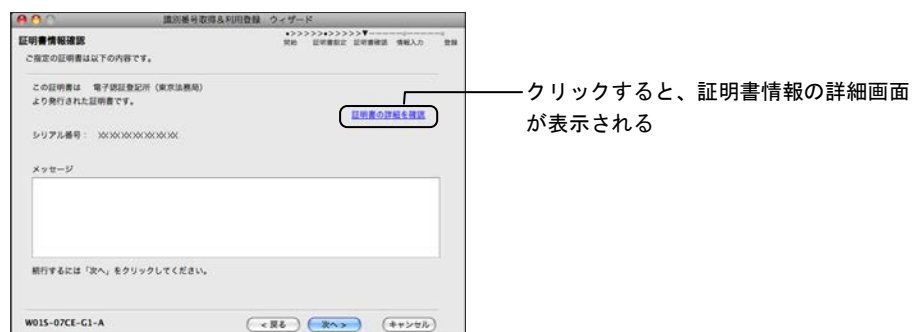 識別番号取得&利用登録 ウィザード
証明書情報確認
●>>>>>●>>>>>▼
開始 証明書指定 証明書確認 情報入力 登録
ご指定の証明書は以下の内容です。
この証明書は 電子認証登記所（東京法務局）
より発行された証明書です。
証明書の詳細を確認
シリアル番号：
メッセージ
続行するには「次へ」をクリックしてください。
W01S-07CE-G1-A
< 戻る
次へ >
キャンセル
クリックすると、証明書情報の詳細画面
が表示される